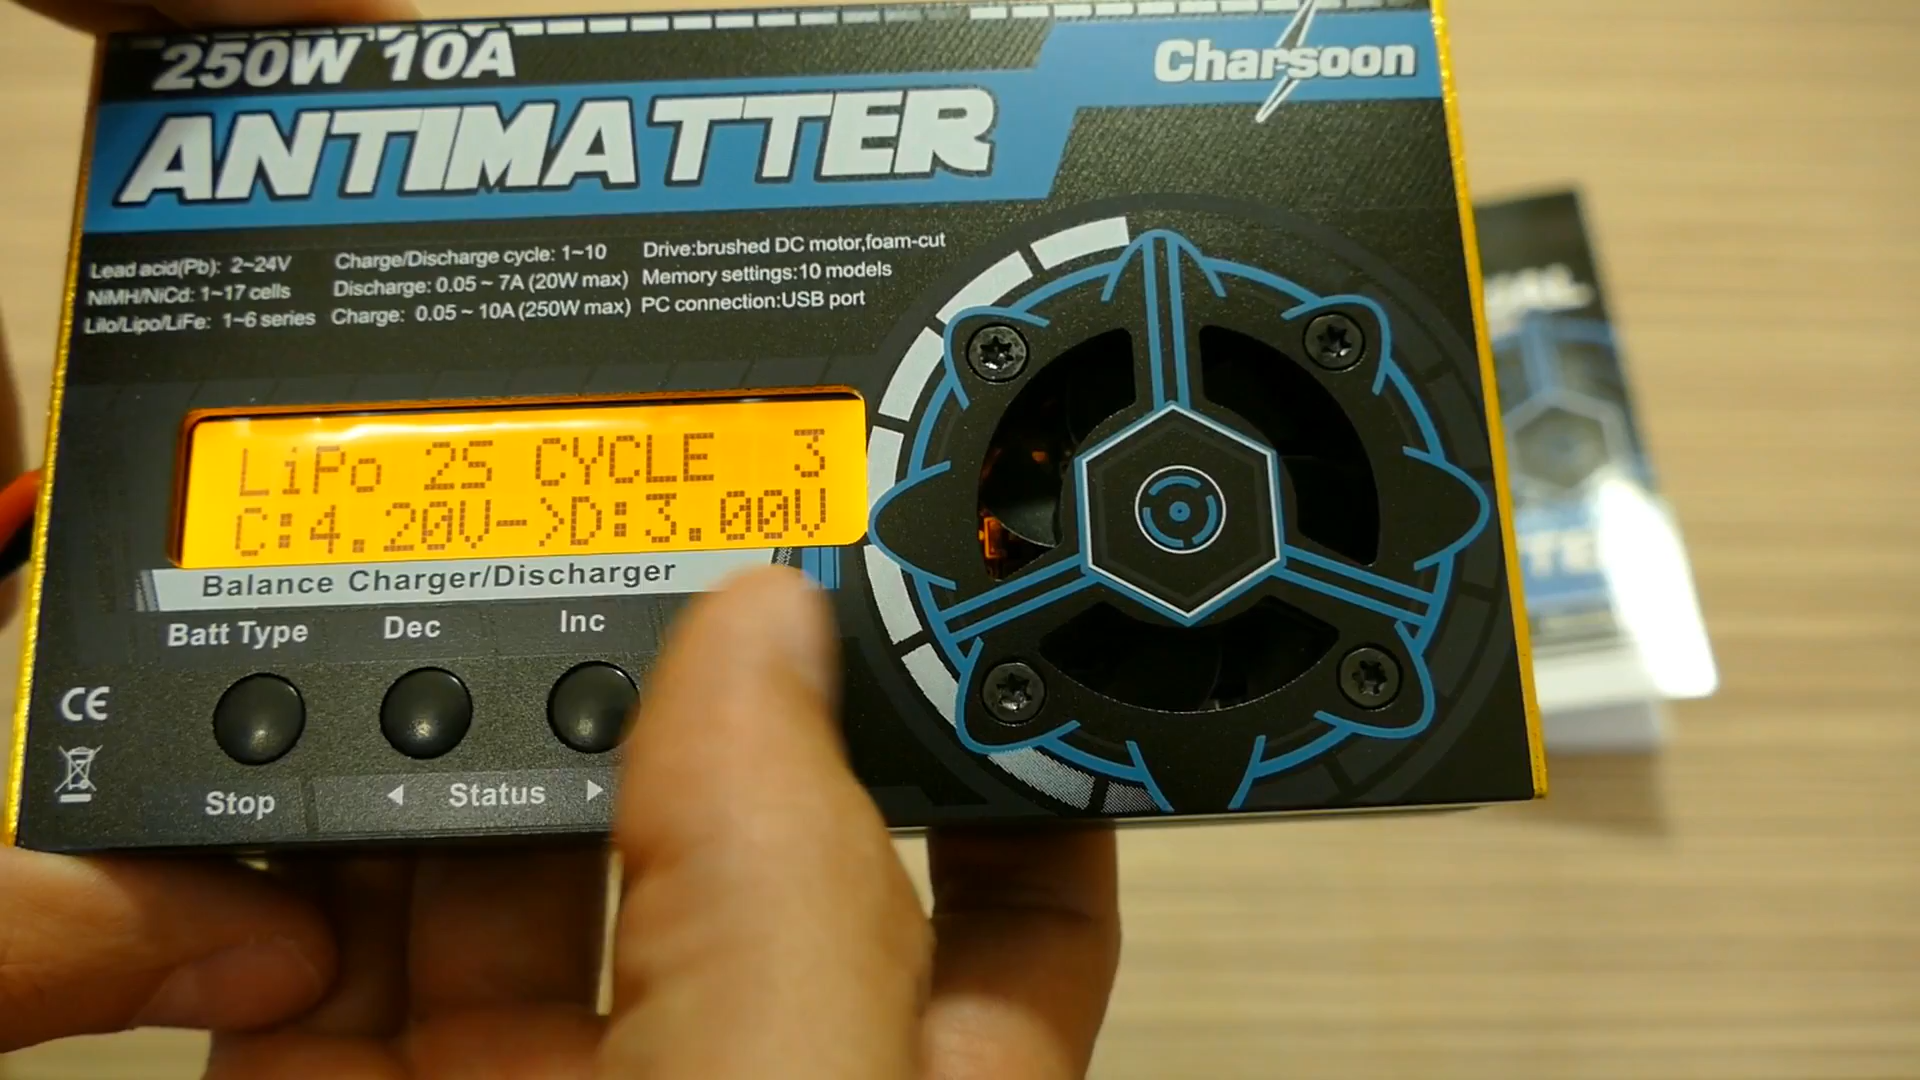 250W 10A
Charsoon
ANTIMATTER
Lead acid(Pb): 2~24V
NiMH/NiCd: 1~17 cells
LiIo/Lipo/LiFe: 1~6 series
Charge/Discharge cycle: 1~10
Discharge: 0.05 ~ 7A (20W max)
Charge: 0.05 ~ 10A (250W max)
Drive:brushed DC motor,foam-cut
Memory settings:10 models
PC connection:USB port
LiPo 2S CYCLE 3
C:4.20V->D:3.00V
Balance Charger/Discharger
Batt Type
Dec
Inc
CE
Stop
◄ Status ►